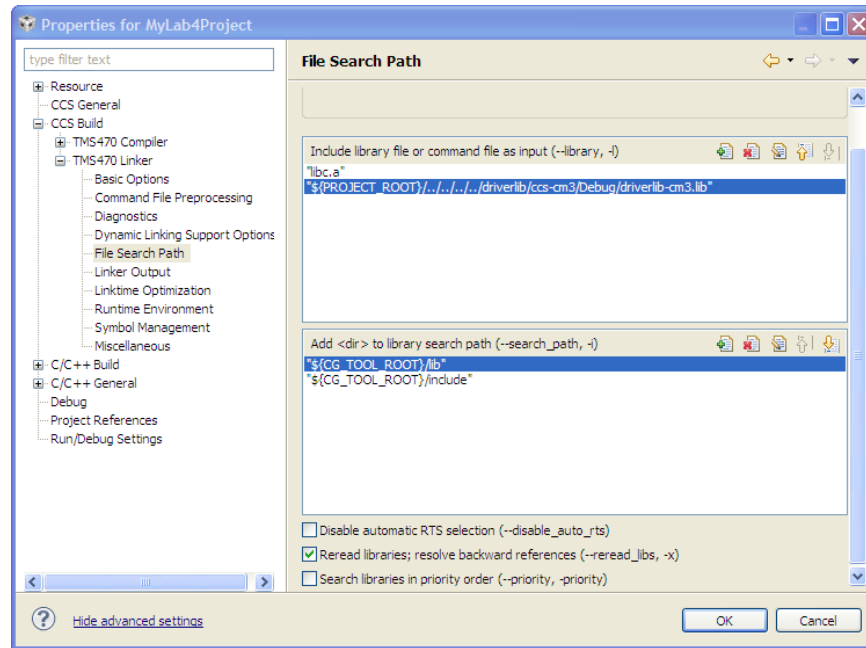 Properties for MyLab4Project
type filter text
Resource
CCS General
CCS Build
TMS470 Compiler
TMS470 Linker
Basic Options
Command File Preprocessing
Diagnostics
Dynamic Linking Support Options
File Search Path
Linker Output
Linktime Optimization
Runtime Environment
Symbol Management
Miscellaneous
C/C++ Build
C/C++ General
Debug
Project References
Run/Debug Settings
File Search Path
Include library file or command file as input (--library, -l)
"libc.a"
"${PROJECT_ROOT}/../../../../driverlib/ccs-cm3/Debug/driverlib-cm3.lib"
Add <dir> to library search path (--search_path, -i)
"${CG_TOOL_ROOT}/lib"
"${CG_TOOL_ROOT}/include"
Disable automatic RTS selection (--disable_auto_rts)
Reread libraries; resolve backward references (--reread_libs, -x)
Search libraries in priority order (--priority, -priority)
? Hide advanced settings
OK Cancel